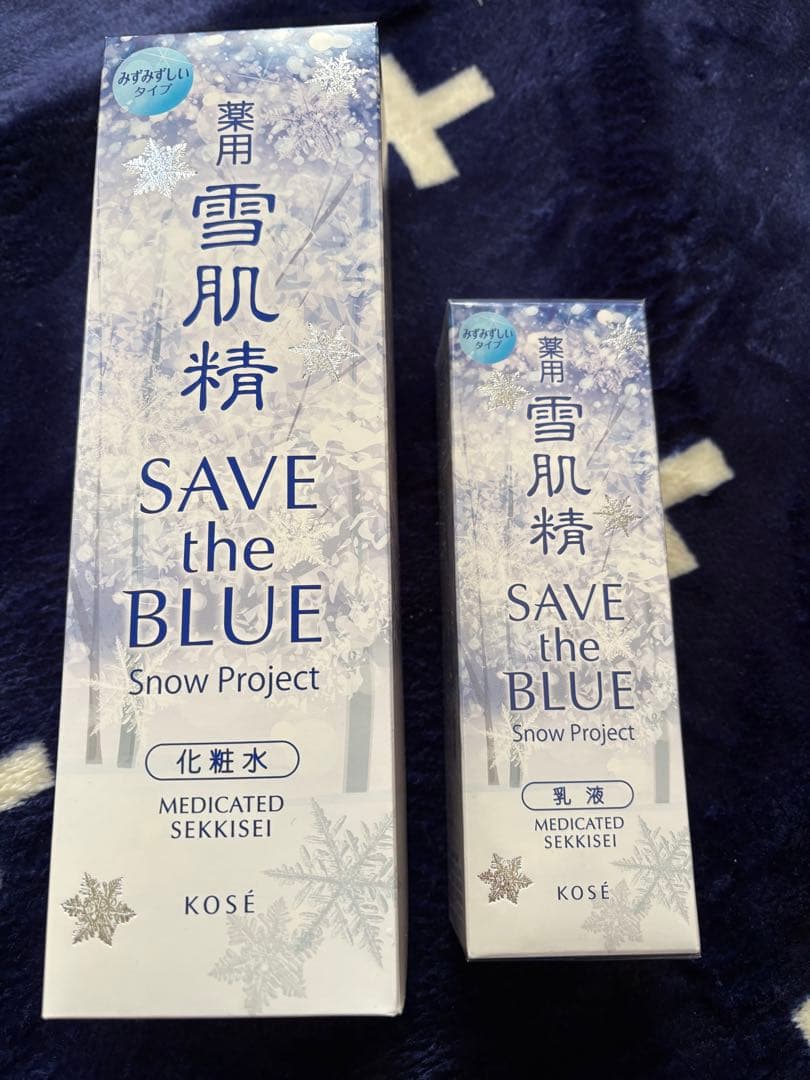 みずみずしい
タイプ
薬用
雪肌精
SAVE
the
BLUE
Snow Project
化粧水
MEDICATED
SEKKISEI
KOSÉ
みずみずしい
タイプ
薬用
雪肌精
SAVE
the
BLUE
Snow Project
乳液
MEDICATED
SEKKISEI
KOSÉ